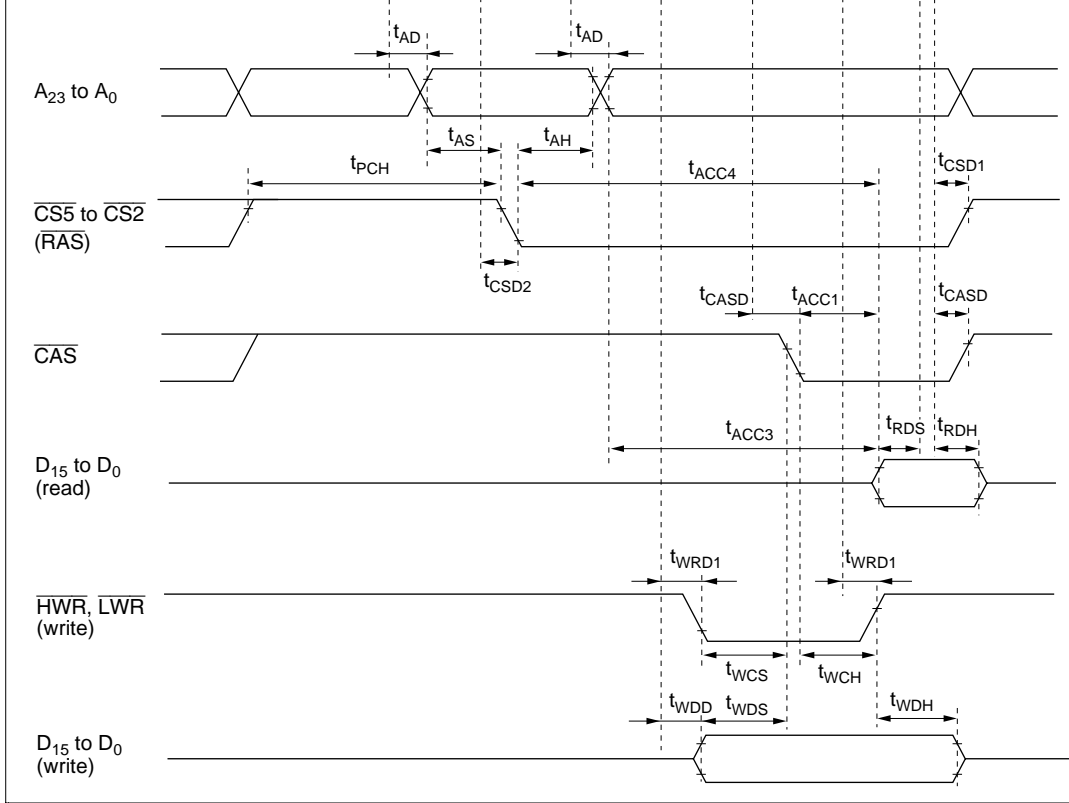 tAD tAD
A23 to A0
tAS tAH
tPCH tACC4 tCSD1
CS5 to CS2
(RAS)
tCSD2
tCASD tACC1 tCASD
CAS
tACC3 tRDS tRDH
D15 to D0
(read)
tWRD1 tWRD1
HWR, LWR
(write)
tWCS tWCH
tWDD tWDS tWDH
D15 to D0
(write)